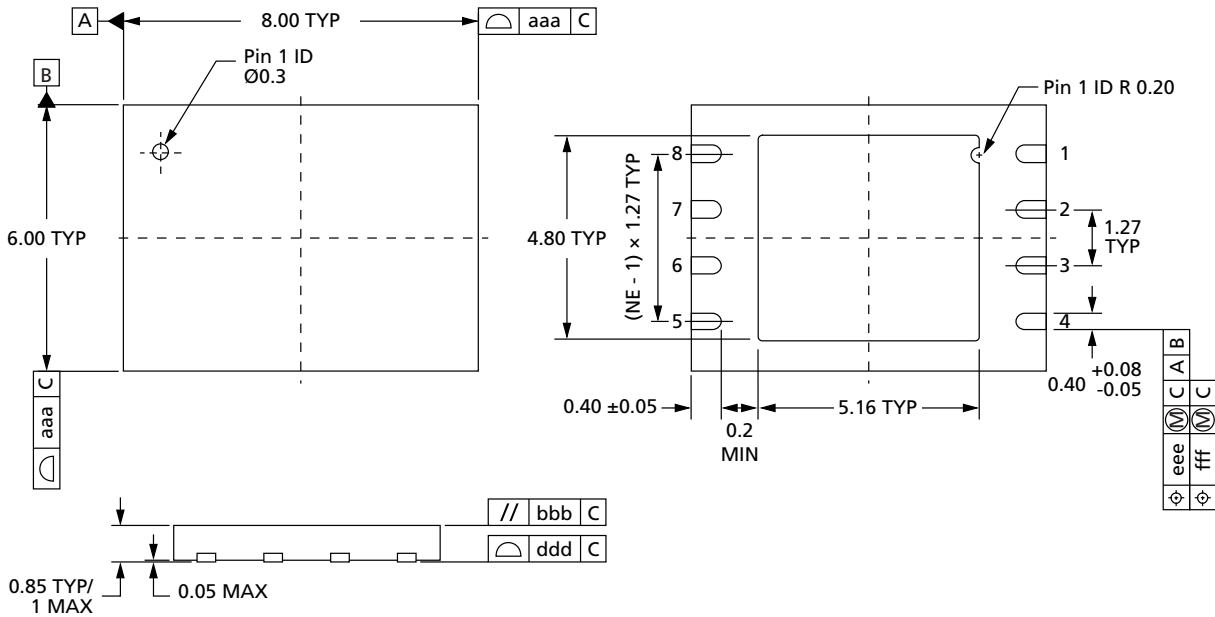 A
8.00 TYP
⌓ aaa C
Pin 1 ID
Ø0.3
B
6.00 TYP
⌓ aaa C
Pin 1 ID R 0.20
8
7
6
5
1
2
3
4
4.80 TYP
(NE - 1) × 1.27 TYP
1.27
TYP
0.40 +0.08
-0.05
⌖ eee Ⓜ C A B
⌖ fff Ⓜ C
0.40 ±0.05
0.2
MIN
5.16 TYP
// bbb C
⌓ ddd C
0.85 TYP/
1 MAX
0.05 MAX